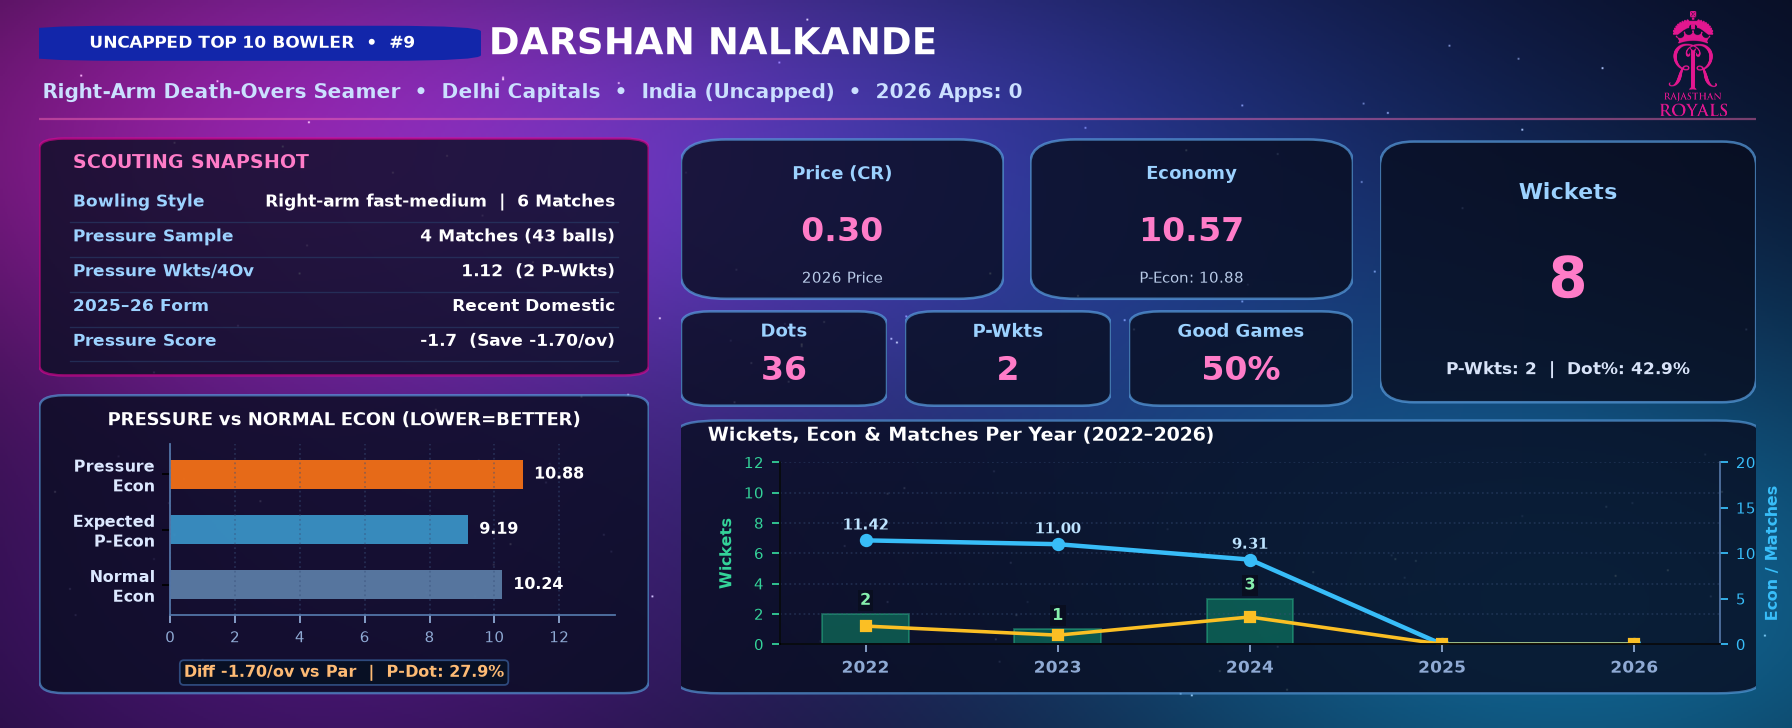 UNCAPPED TOP 10 BOWLER • #9
DARSHAN NALKANDE
Right-Arm Death-Overs Seamer • Delhi Capitals • India (Uncapped) • 2026 Apps: 0
RAJASTHAN
ROYALS
SCOUTING SNAPSHOT
Bowling Style Right-arm fast-medium | 6 Matches
Pressure Sample 4 Matches (43 balls)
Pressure Wkts/4Ov 1.12 (2 P-Wkts)
2025–26 Form Recent Domestic
Pressure Score -1.7 (Save -1.70/ov)
Price (CR)
0.30
2026 Price
Economy
10.57
P-Econ: 10.88
Wickets
8
P-Wkts: 2 | Dot%: 42.9%
Dots
36
P-Wkts
2
Good Games
50%
PRESSURE vs NORMAL ECON (LOWER=BETTER)
Pressure
Econ
10.88
Expected
P-Econ
9.19
Normal
Econ
10.24
0 2 4 6 8 10 12
Diff -1.70/ov vs Par | P-Dot: 27.9%
Wickets, Econ & Matches Per Year (2022–2026)
Wickets
12
10
8
6
4
2
0
11.42
11.00
9.31
2
1
3
20
15
10
5
0
Econ / Matches
2022 2023 2024 2025 2026